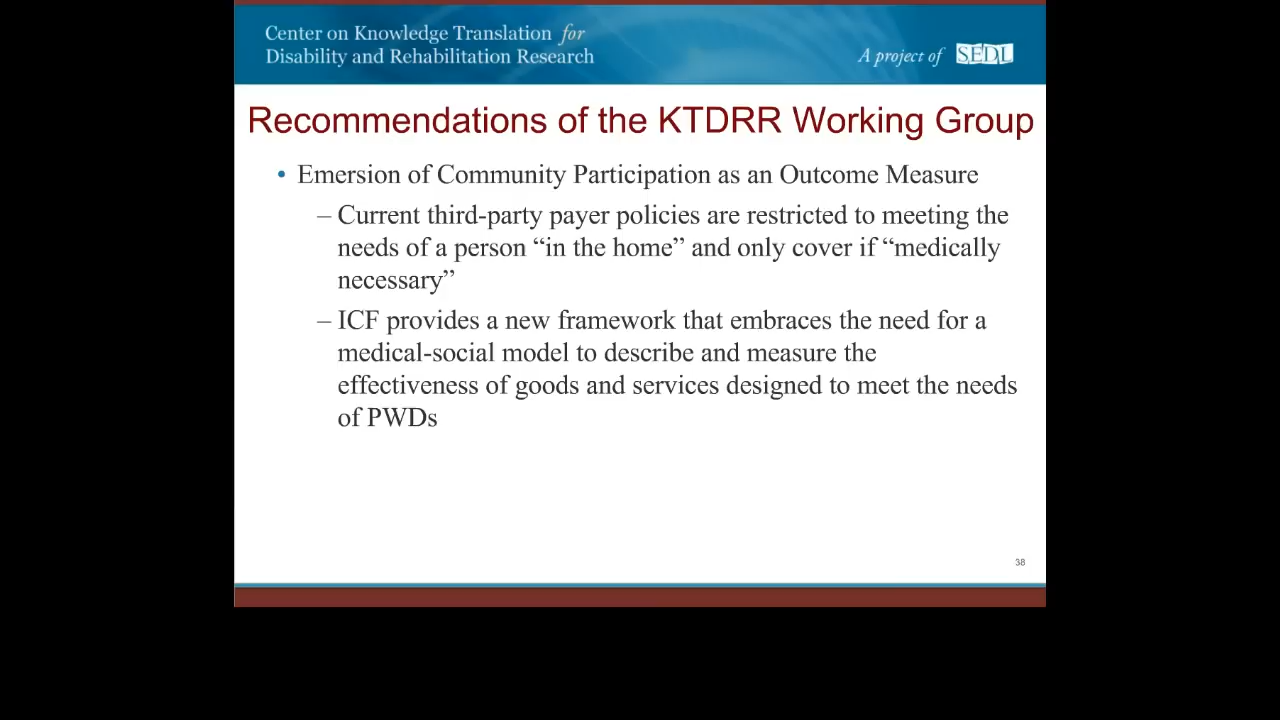 Center on Knowledge Translation for
Disability and Rehabilitation Research
A project of SEDL
Recommendations of the KTDRR Working Group
• Emersion of Community Participation as an Outcome Measure
– Current third-party payer policies are restricted to meeting the
needs of a person “in the home” and only cover if “medically
necessary”
– ICF provides a new framework that embraces the need for a
medical-social model to describe and measure the
effectiveness of goods and services designed to meet the needs
of PWDs
38